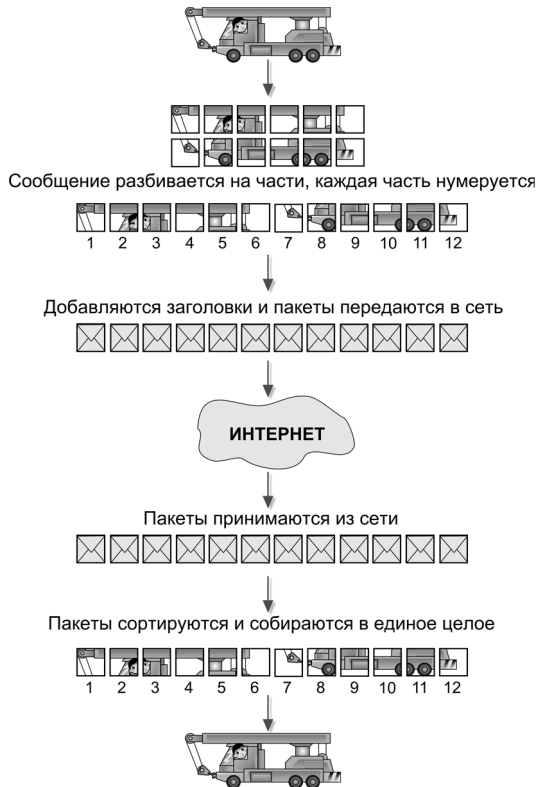 Сообщение разбивается на части, каждая часть нумеруется
1 2 3 4 5 6 7 8 9 10 11 12
Добавляются заголовки и пакеты передаются в сеть
ИНТЕРНЕТ
Пакеты принимаются из сети
Пакеты сортируются и собираются в единое целое
1 2 3 4 5 6 7 8 9 10 11 12